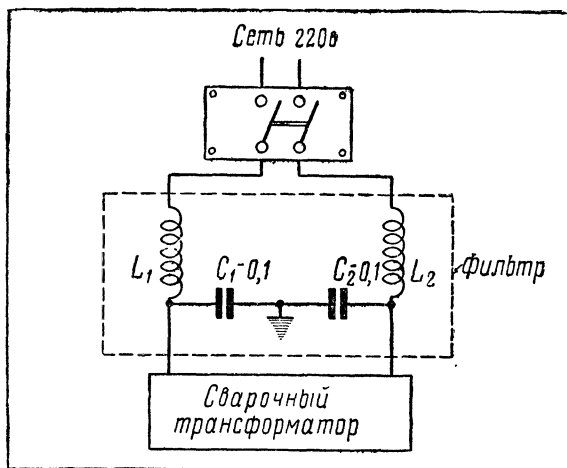 Сеть 220в
L₁
C₁-0,1
C₂-0,1
L₂
Фильтр
Сварочный
трансформатор